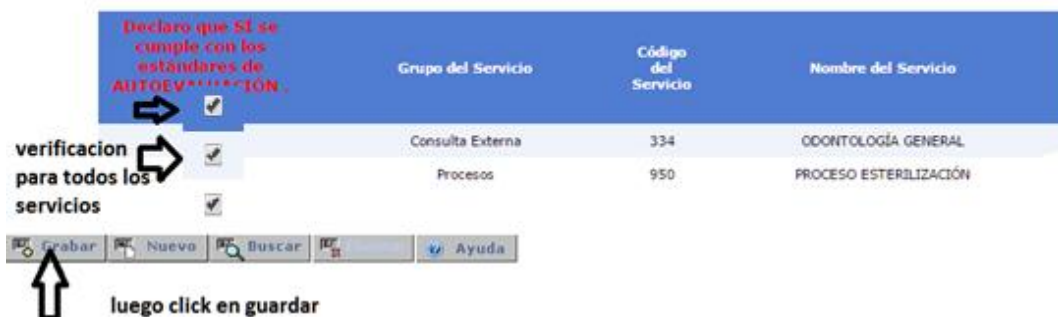 Declaro que SI se
cumple con los
estándares de
Grupo del Servicio
Código
del
Servicio
Nombre del Servicio
verificacion
para todos los
servicios
Consulta Externa 334 ODONTOLOGÍA GENERAL
Procesos 950 PROCESO ESTERILIZACIÓN
Grabar Nuevo Buscar Ayuda
luego click en guardar